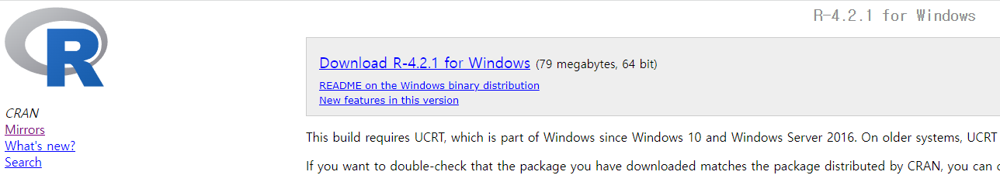 R-4.2.1 for Windows
R
Download R-4.2.1 for Windows (79 megabytes, 64 bit)
README on the Windows binary distribution
New features in this version
CRAN
Mirrors
What's new?
Search
This build requires UCRT, which is part of Windows since Windows 10 and Windows Server 2016. On older systems, UCRT
If you want to double-check that the package you have downloaded matches the package distributed by CRAN, you can